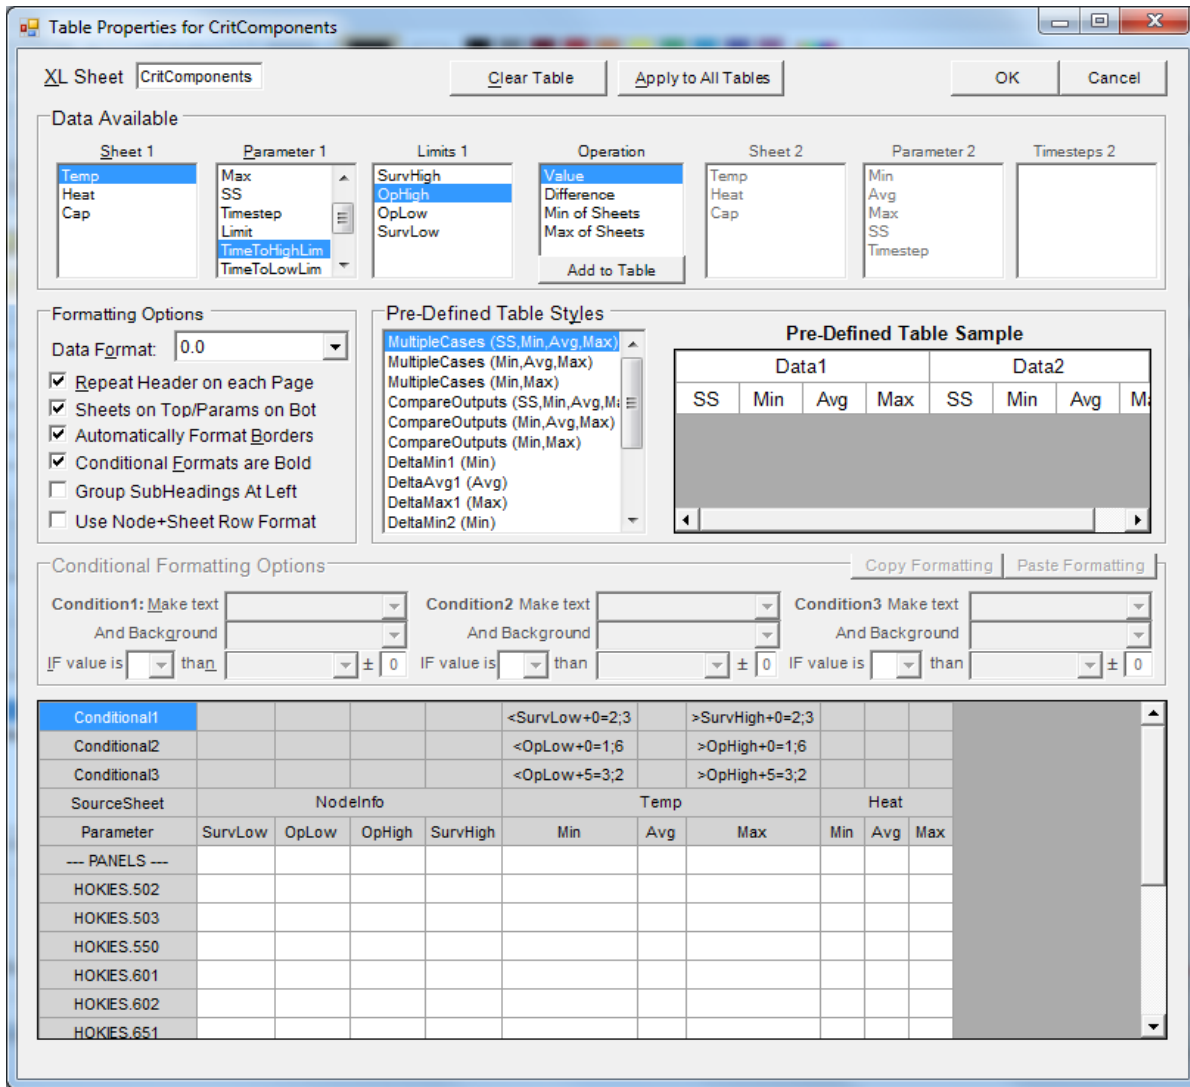 Table Properties for CritComponents
XL Sheet CritComponents Clear Table Apply to All Tables OK Cancel
Data Available
Sheet 1 Parameter 1 Limits 1 Operation Sheet 2 Parameter 2 Timesteps 2
Temp Max SurvHigh Value Temp Min
Heat SS OpHigh Difference Heat Avg
Cap Timestep OpLow Min of Sheets Cap Max
Limit SurvLow Max of Sheets SS
TimeToHighLim Timestep
TimeToLowLim Add to Table
Formatting Options
Data Format: 0.0
Repeat Header on each Page
Sheets on Top/Params on Bot
Automatically Format Borders
Conditional Formats are Bold
Group SubHeadings At Left
Use Node+Sheet Row Format
Pre-Defined Table Styles
MultipleCases (SS,Min,Avg,Max)
MultipleCases (Min,Avg,Max)
MultipleCases (Min,Max)
CompareOutputs (SS,Min,Avg,Ma
CompareOutputs (Min,Avg,Max)
CompareOutputs (Min,Max)
DeltaMin1 (Min)
DeltaAvg1 (Avg)
DeltaMax1 (Max)
DeltaMin2 (Min)
Pre-Defined Table Sample
Data1 Data2
SS Min Avg Max SS Min Avg Ma
Conditional Formatting Options Copy Formatting Paste Formatting
Condition1: Make text Condition2 Make text Condition3 Make text
And Background And Background And Background
IF value is than ± 0 IF value is than ± 0 IF value is than ± 0
Conditional1 <SurvLow+0=2;3 >SurvHigh+0=2;3
Conditional2 <OpLow+0=1;6 >OpHigh+0=1;6
Conditional3 <OpLow+5=3;2 >OpHigh+5=3;2
SourceSheet NodeInfo Temp Heat
Parameter SurvLow OpLow OpHigh SurvHigh Min Avg Max Min Avg Max
--- PANELS ---
HOKIES.502
HOKIES.503
HOKIES.550
HOKIES.601
HOKIES.602
HOKIES.651